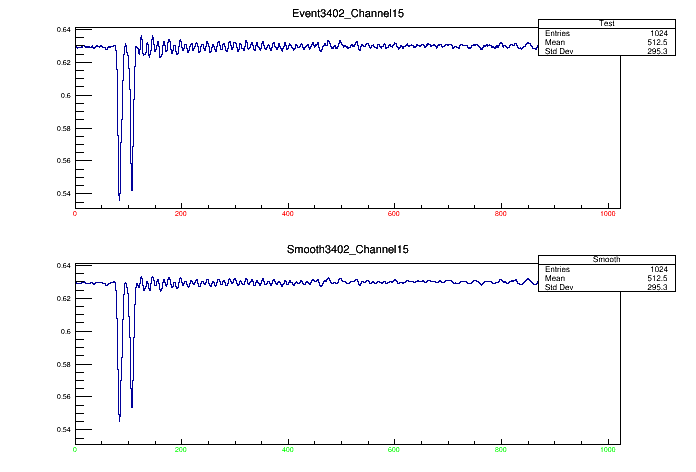 Event3402_Channel15
Test
Entries 1024
Mean 512.5
Std Dev 295.3
0.64
0.62
0.6
0.58
0.56
0.54
0 200 400 600 800 1000
Smooth3402_Channel15
Smooth
Entries 1024
Mean 512.5
Std Dev 295.3
0.64
0.62
0.6
0.58
0.56
0.54
0 200 400 600 800 1000